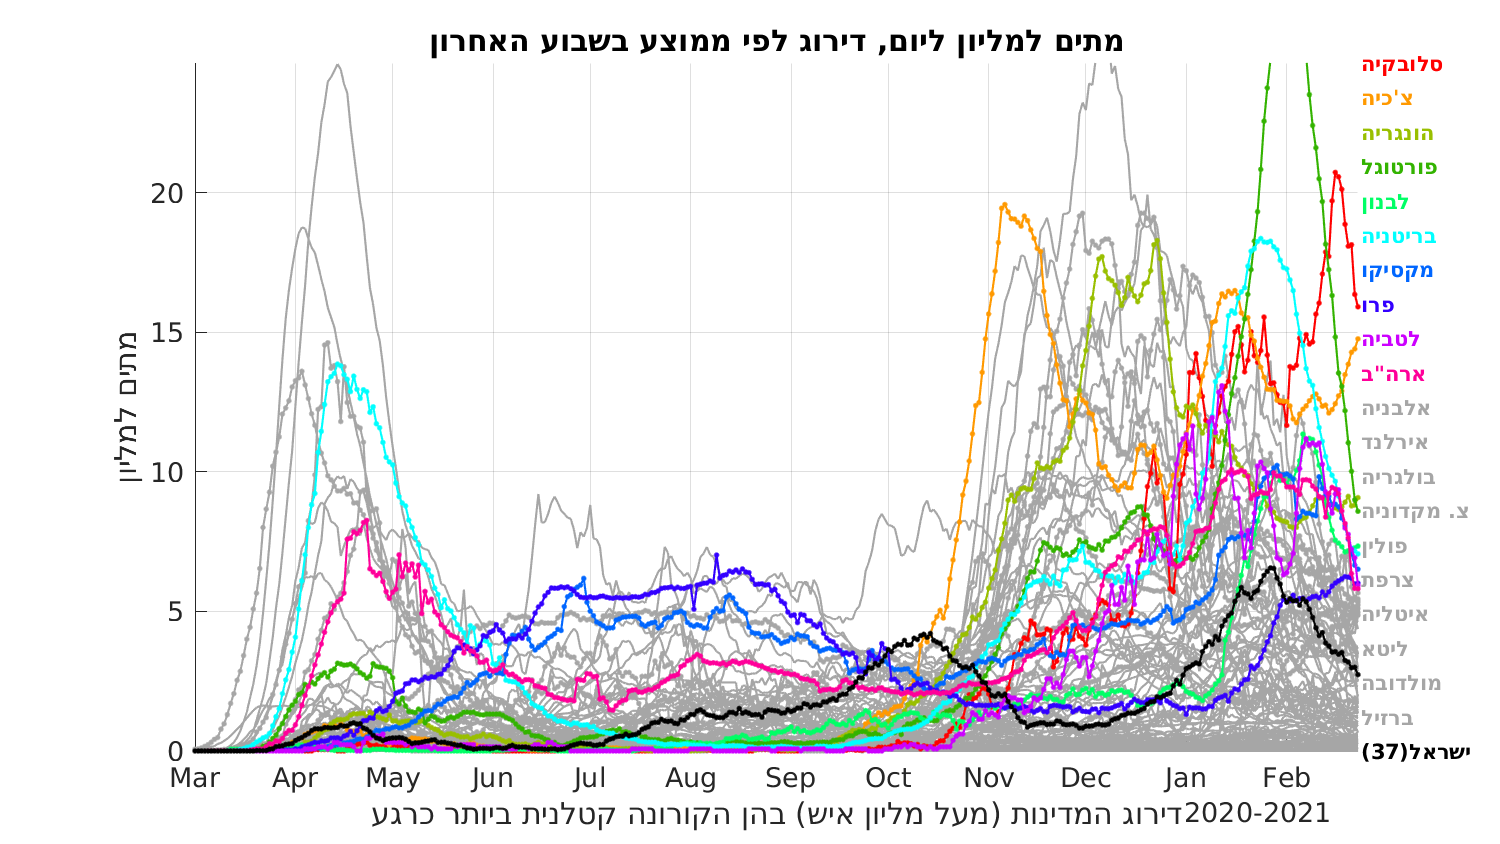 מתים למליון ליום, דירוג לפי ממוצע בשבוע האחרון
מתים למליון
20
15
10
5
0
Mar Apr May Jun Jul Aug Sep Oct Nov Dec Jan Feb
דירוג המדינות (מעל מליון איש) בהן הקורונה קטלנית ביותר כרגע 2020-2021
סלובקיה
צ'כיה
הונגריה
פורטוגל
לבנון
בריטניה
מקסיקו
פרו
לטביה
ארה"ב
אלבניה
אירלנד
בולגריה
צ. מקדוניה
פולין
צרפת
איטליה
ליטא
מולדובה
ברזיל
ישראל(37)